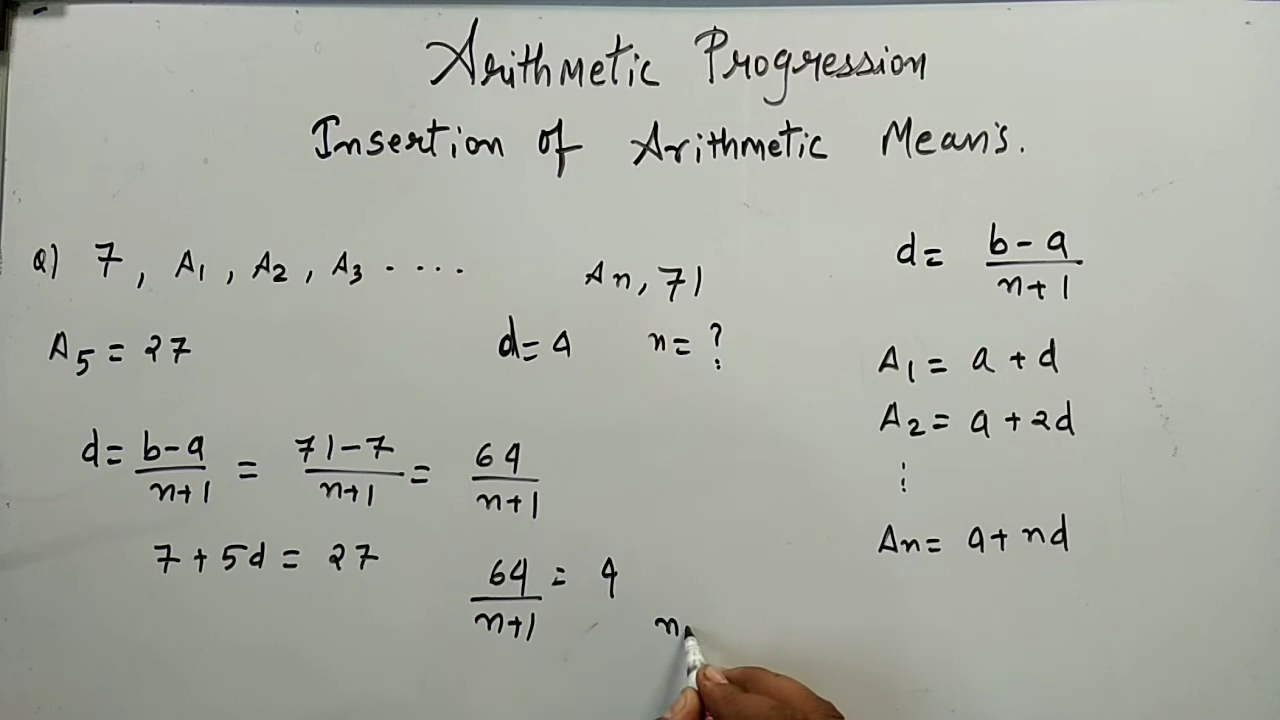 Arithmetic Progression
Insertion of Arithmetic Mean's.
Q) 7, A1, A2, A3 ..... An, 71
A5 = 27 d=4 n=?
d= b-a/n+1 = 71-7/n+1 = 64/n+1
7+5d = 27
64/n+1 = 4
n
d= b-a/n+1
A1= a+d
A2= a+2d
⋮
An= a+nd